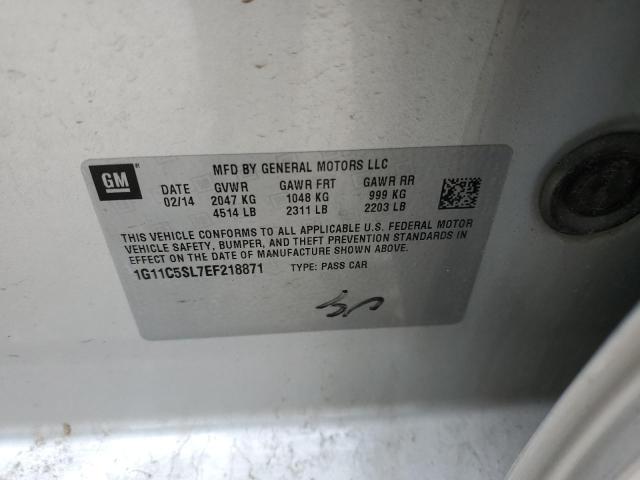 GM
MFD BY GENERAL MOTORS LLC
DATE GVWR GAWR FRT GAWR RR
02/14 2047 KG 1048 KG 999 KG
4514 LB 2311 LB 2203 LB
THIS VEHICLE CONFORMS TO ALL APPLICABLE U.S. FEDERAL MOTOR
VEHICLE SAFETY, BUMPER, AND THEFT PREVENTION STANDARDS IN
EFFECT ON THE DATE OF MANUFACTURE SHOWN ABOVE.
1G11C5SL7EF218871 TYPE: PASS CAR